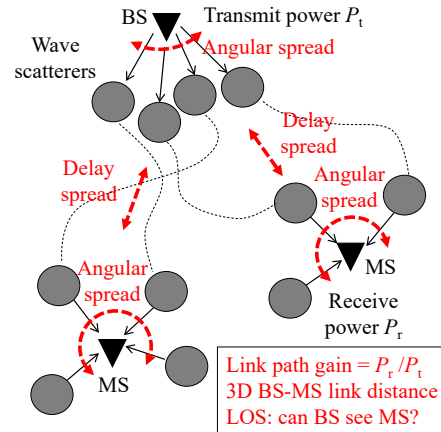 BS
Transmit power Pt
Angular spread
Wave
scatterers
Delay
spread
Delay
spread
Angular
spread
MS
Angular
spread
MS
Receive
power Pr
Link path gain = Pr /Pt
3D BS-MS link distance
LOS: can BS see MS?